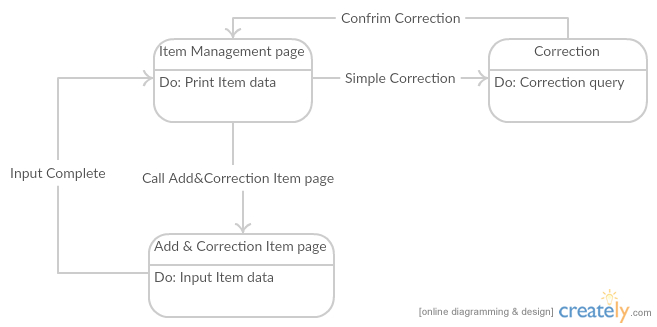 Confrim Correction
Item Management page
Do: Print Item data
Simple Correction
Correction
Do: Correction query
Input Complete
Call Add&Correction Item page
Add & Correction Item page
Do: Input Item data
[online diagramming & design] creately.com